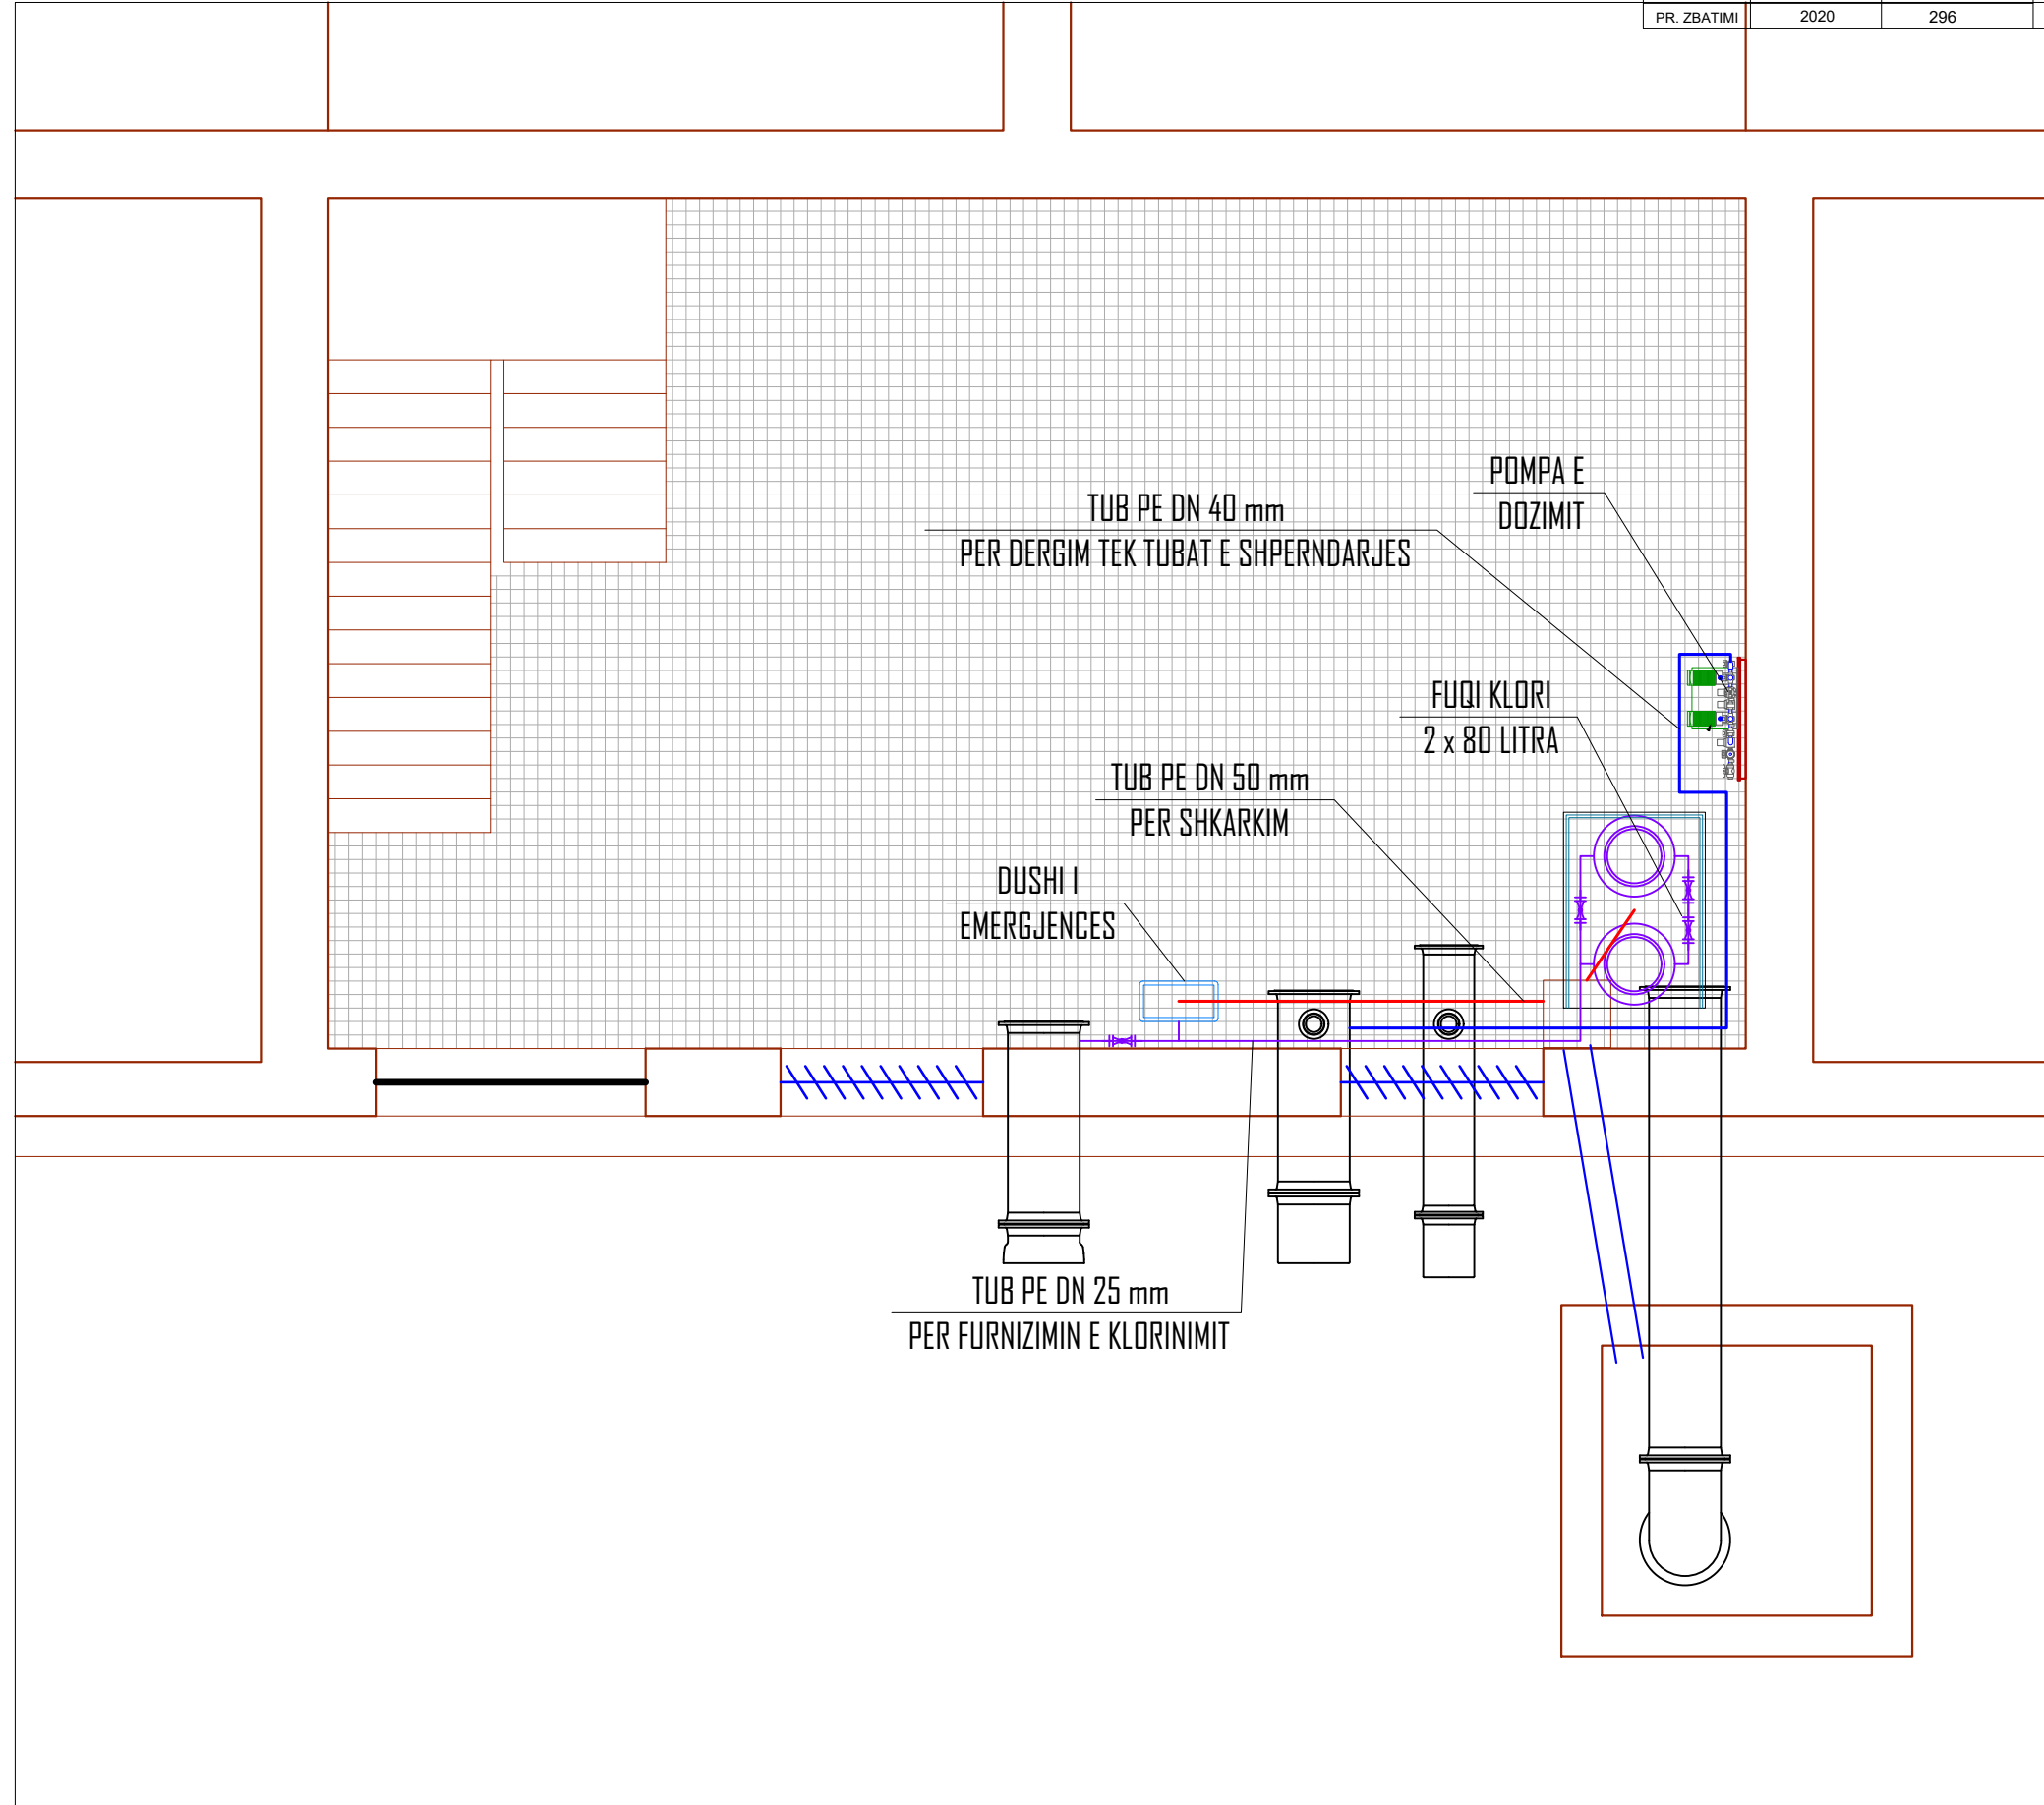 PR. ZBATIMI 2020 296
POMPA E
DOZIMIT
TUB PE DN 40 mm
PER DERGIM TEK TUBAT E SHPERNDARJES
FUQI KLORI
2 x 80 LITRA
TUB PE DN 50 mm
PER SHKARKIM
DUSHI I
EMERGJENCES
TUB PE DN 25 mm
PER FURNIZIMIN E KLORINIMIT